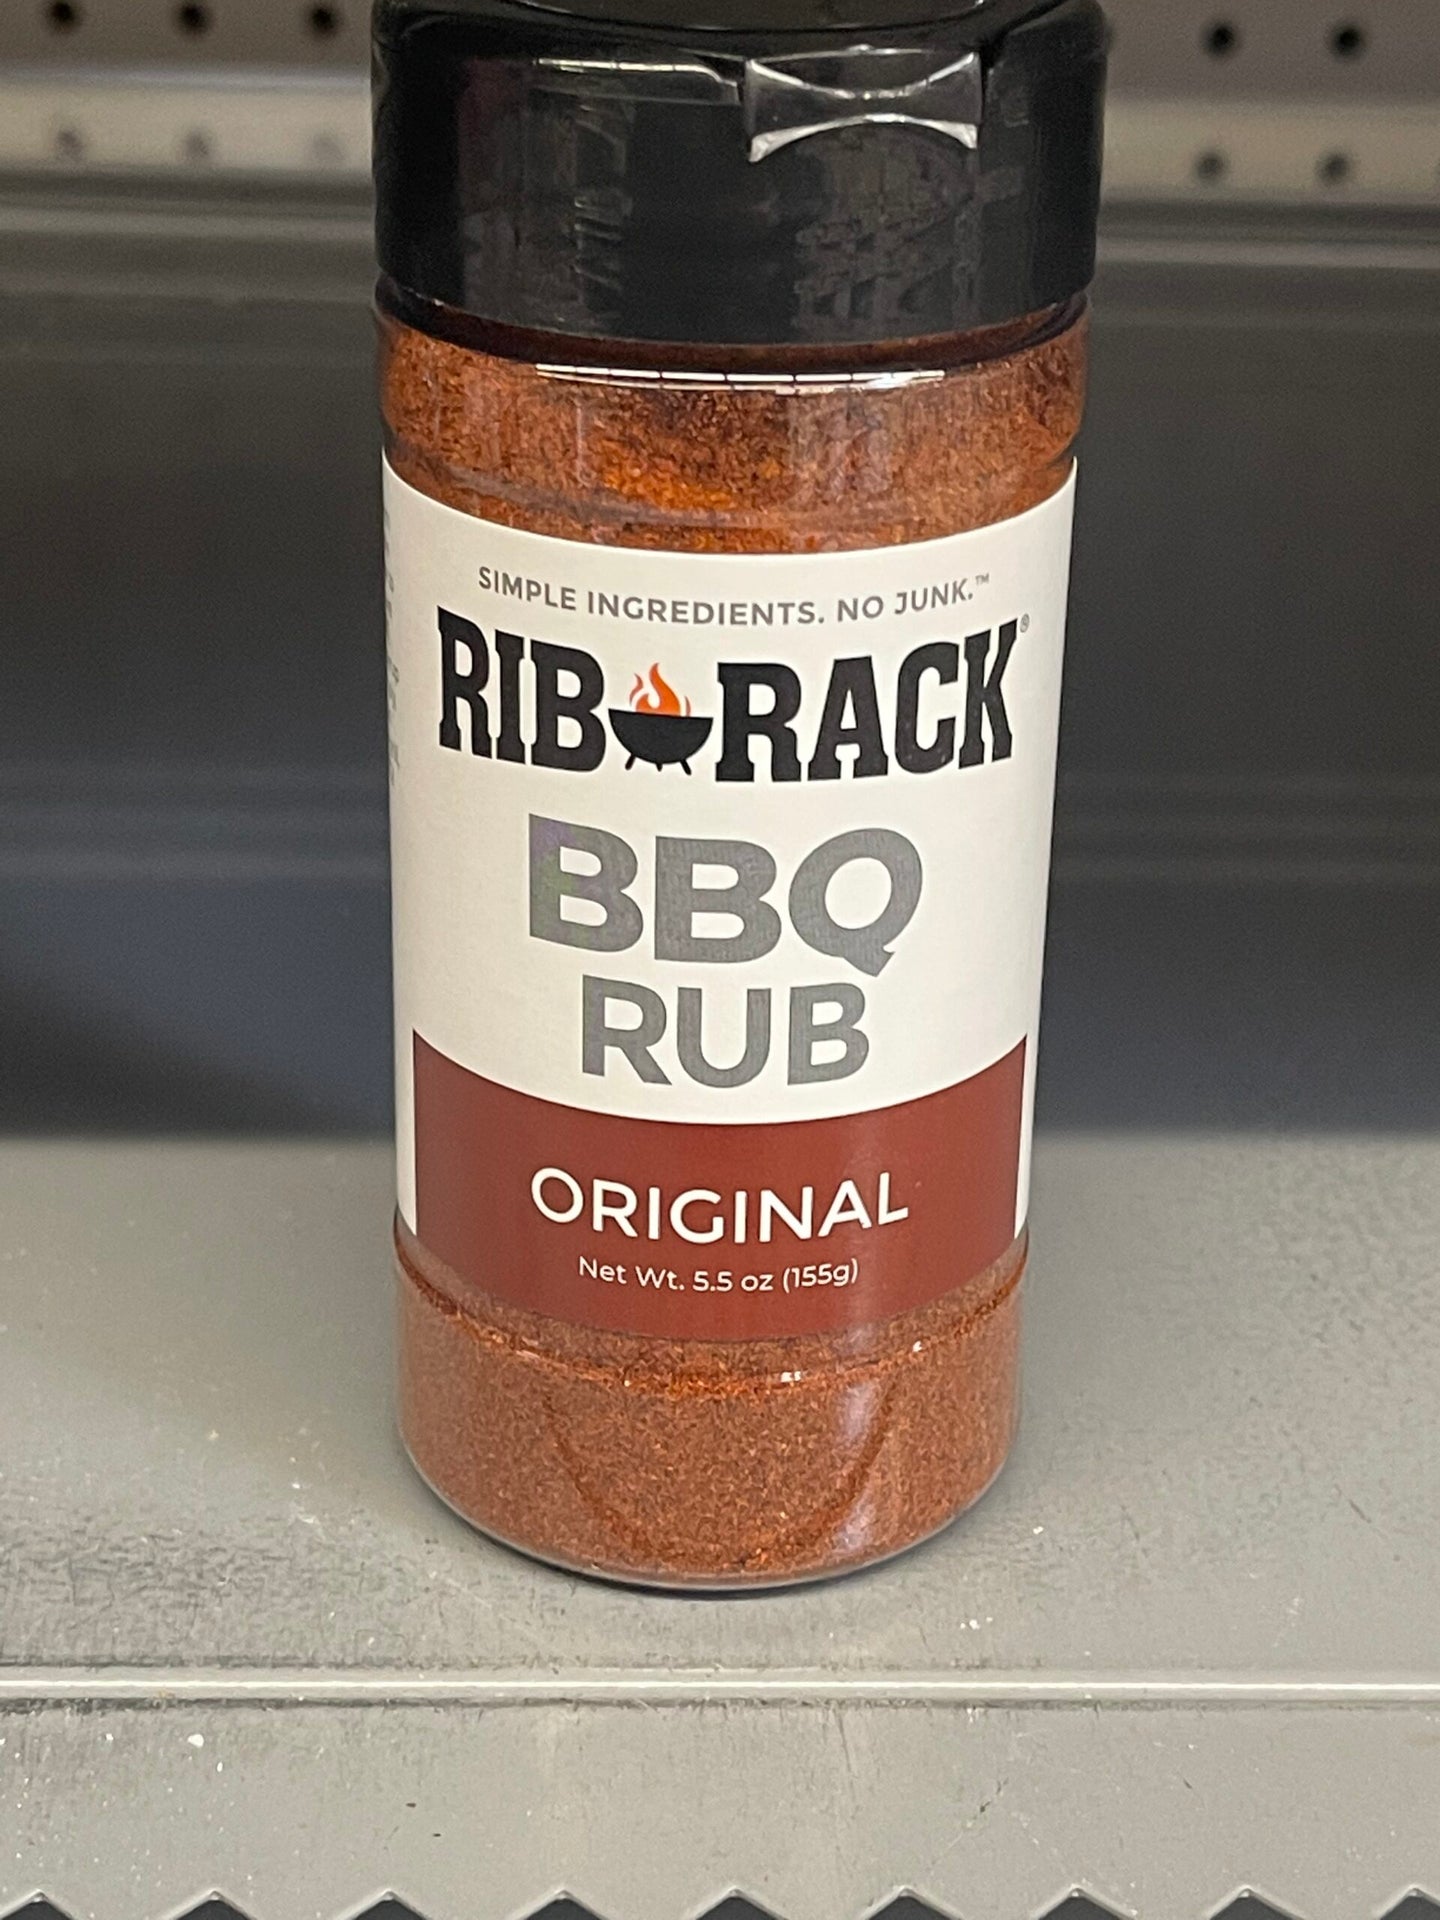 SIMPLE INGREDIENTS. NO JUNK.™
RIB RACK®
BBQ
RUB
ORIGINAL
Net Wt. 5.5 oz (155g)